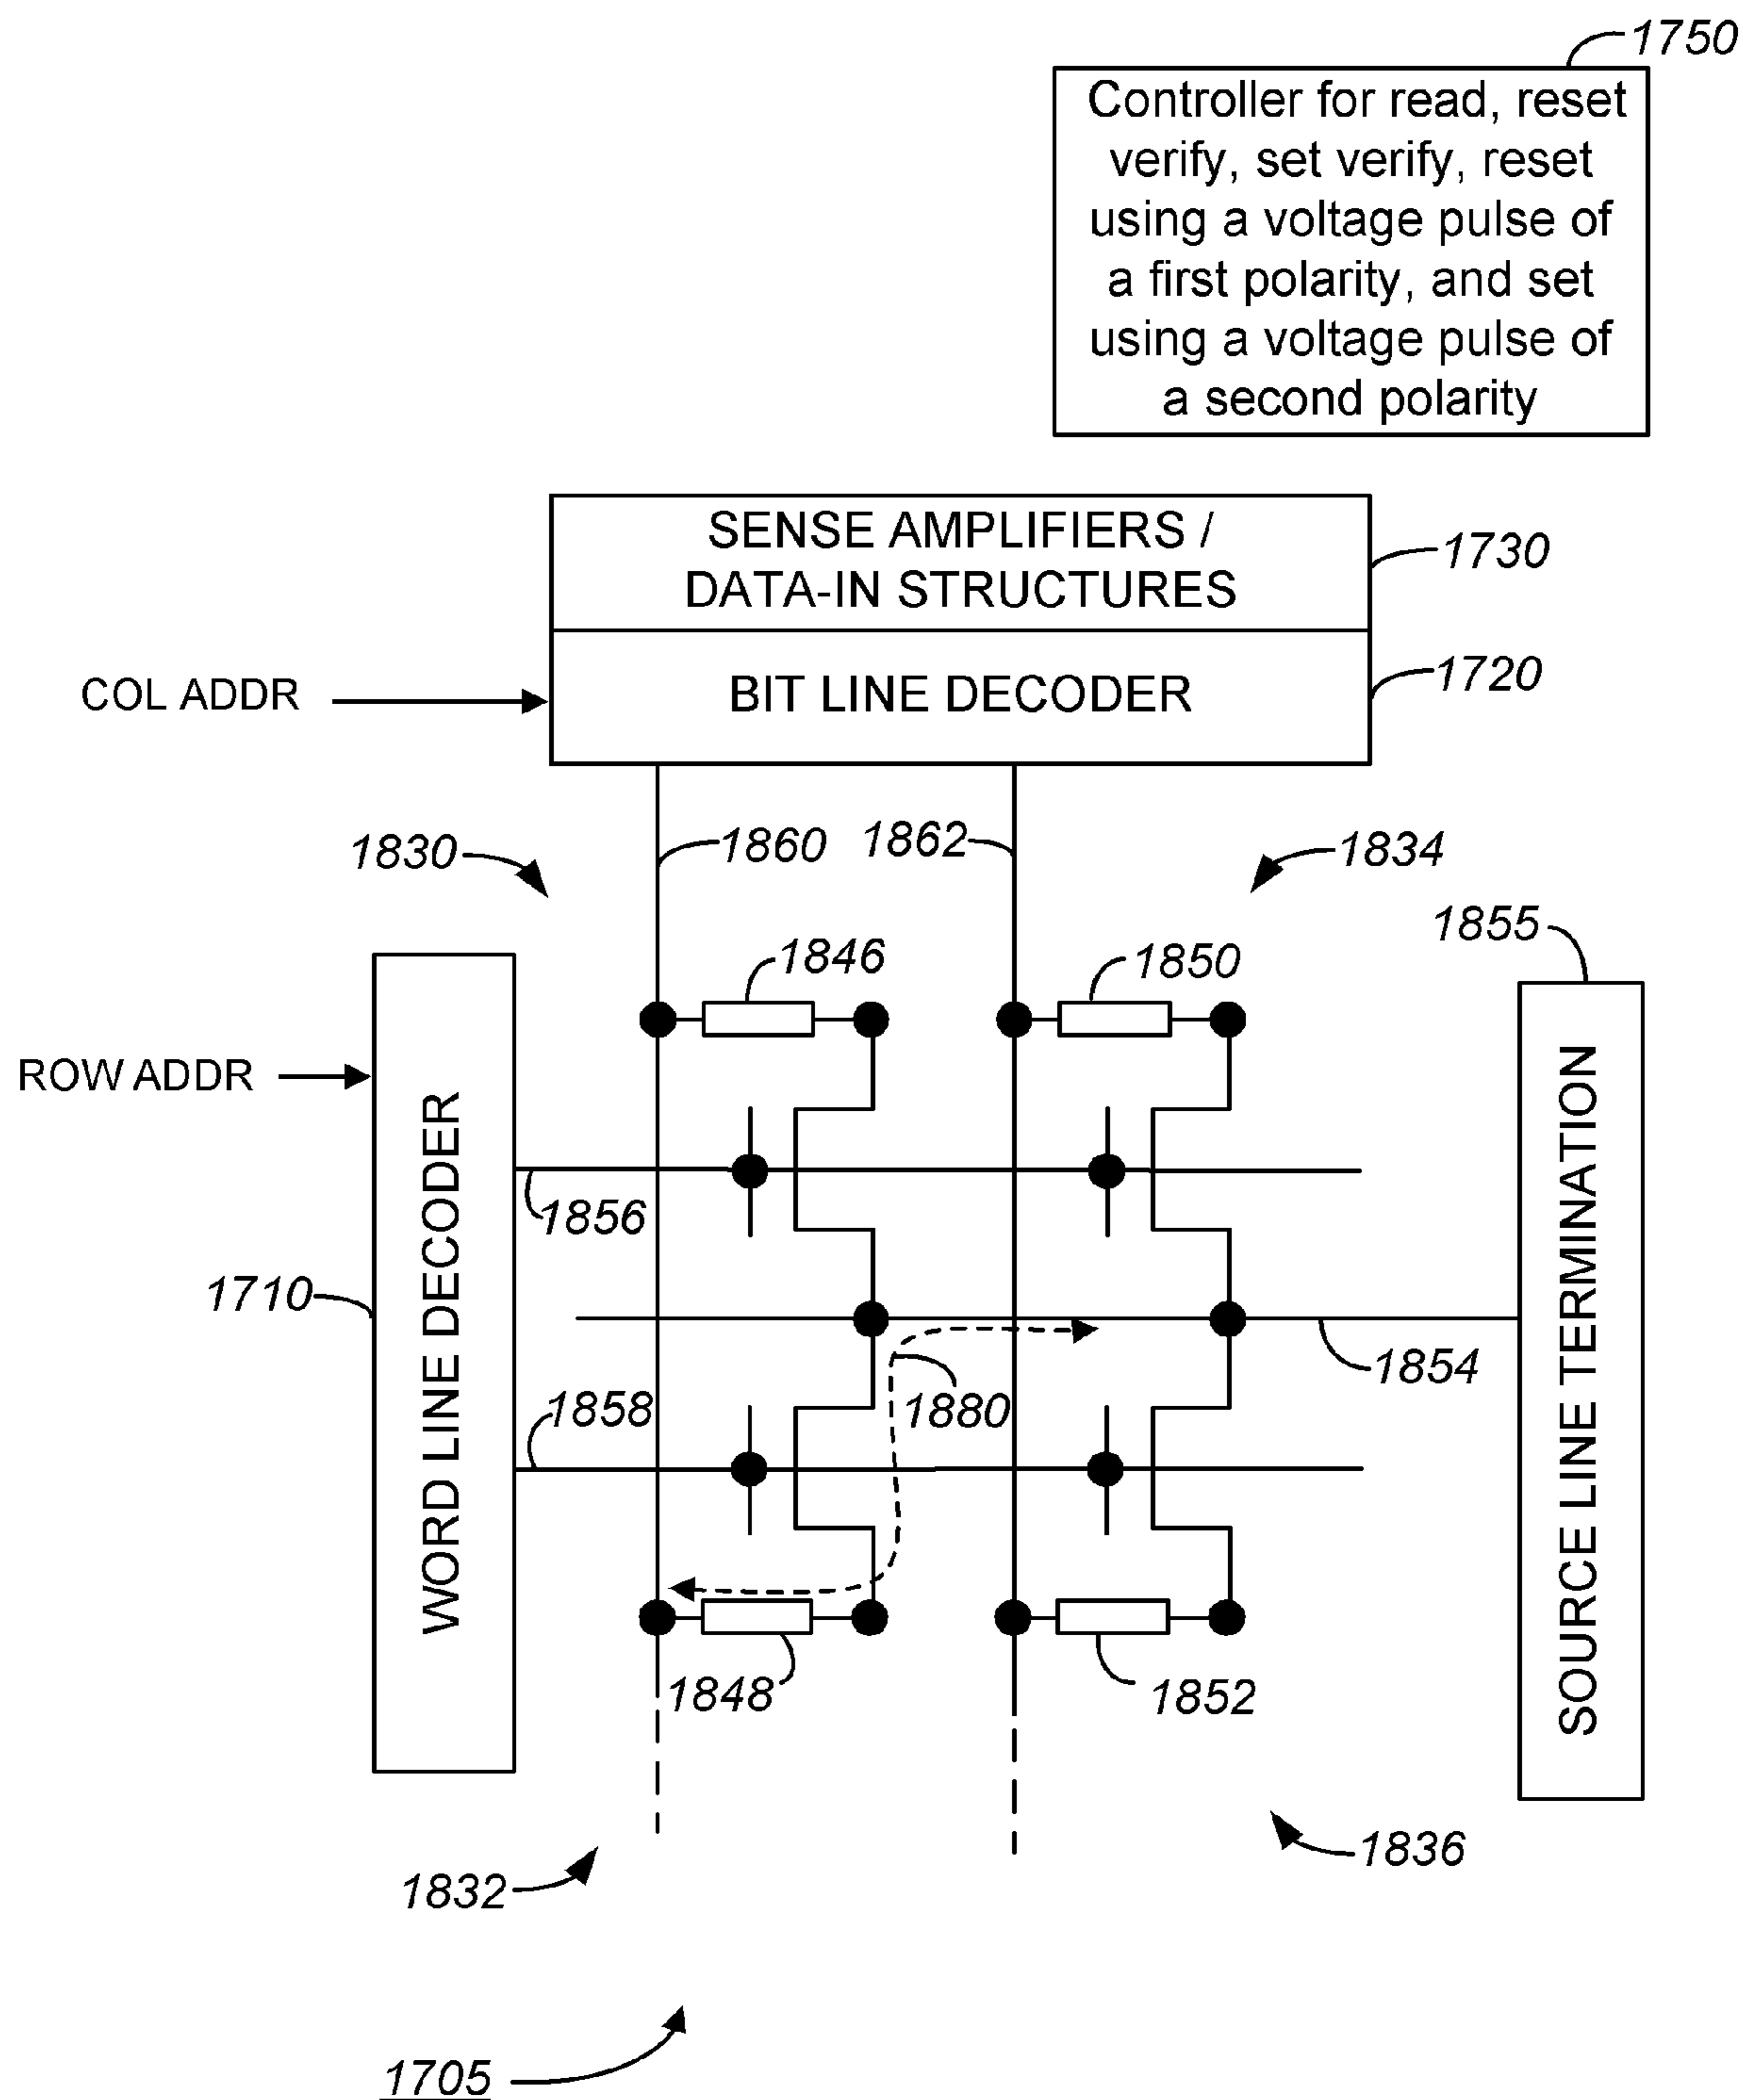 1750
Controller for read, reset
verify, set verify, reset
using a voltage pulse of
a first polarity, and set
using a voltage pulse of
a second polarity
SENSE AMPLIFIERS /
DATA-IN STRUCTURES
1730
BIT LINE DECODER
1720
COL ADDR
1830
1860
1862
1834
1855
1846
1850
ROW ADDR
WORD LINE DECODER
SOURCE LINE TERMINATION
1856
1710
1854
1858
1880
1848
1852
1836
1832
1705